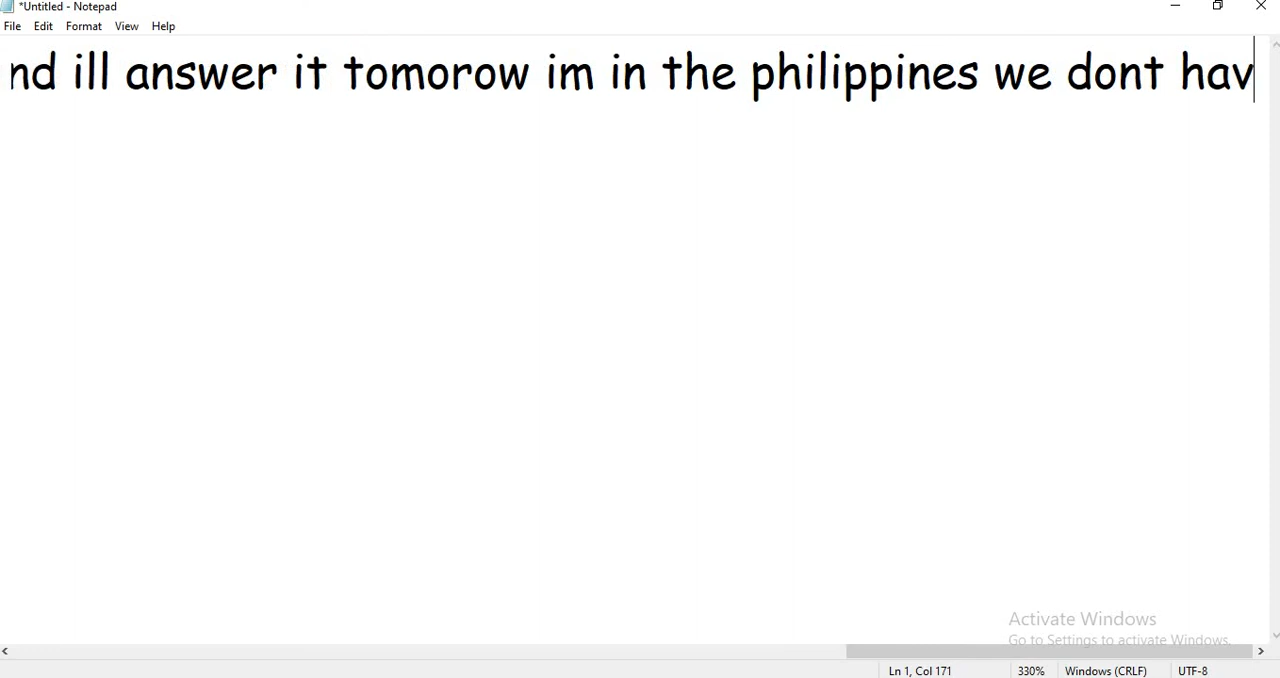 *Untitled - Notepad
File Edit Format View Help
nd ill answer it tomorow im in the philippines we dont hav
Activate Windows
Go to Settings to activate Windows.
Ln 1, Col 171 330% Windows (CRLF) UTF-8